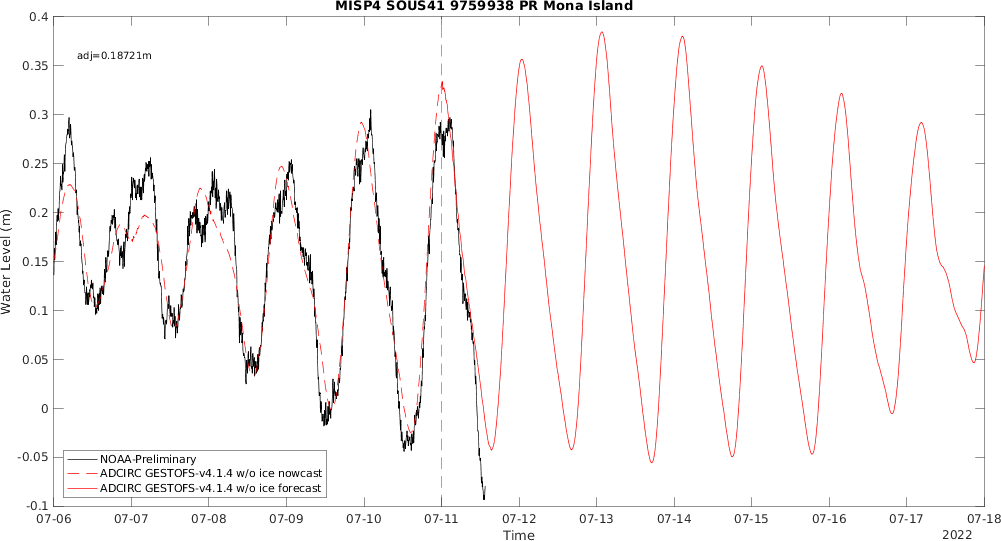 MISP4 SOUS41 9759938 PR Mona Island
adj=0.18721m
0.4
0.35
0.3
0.25
0.2
0.15
0.1
0.05
0
-0.05
-0.1
Water Level (m)
NOAA-Preliminary
ADCIRC GESTOFS-v4.1.4 w/o ice nowcast
ADCIRC GESTOFS-v4.1.4 w/o ice forecast
07-06 07-07 07-08 07-09 07-10 07-11 07-12 07-13 07-14 07-15 07-16 07-17 07-18
Time
2022